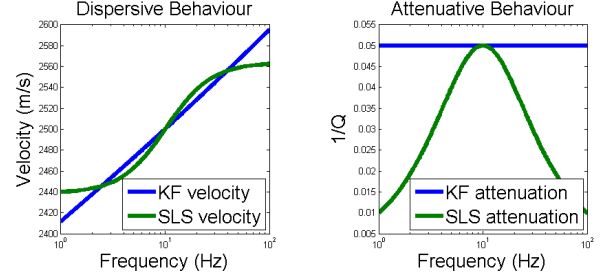 Dispersive Behaviour
Velocity (m/s)
2600
2580
2560
2540
2520
2500
2480
2460
2440
2420
2400
KF velocity
SLS velocity
10^0
10^1
10^2
Frequency (Hz)
Attenuative Behaviour
1/Q
0.055
0.05
0.045
0.04
0.035
0.03
0.025
0.02
0.015
0.01
0.005
KF attenuation
SLS attenuation
10^0
10^1
10^2
Frequency (Hz)